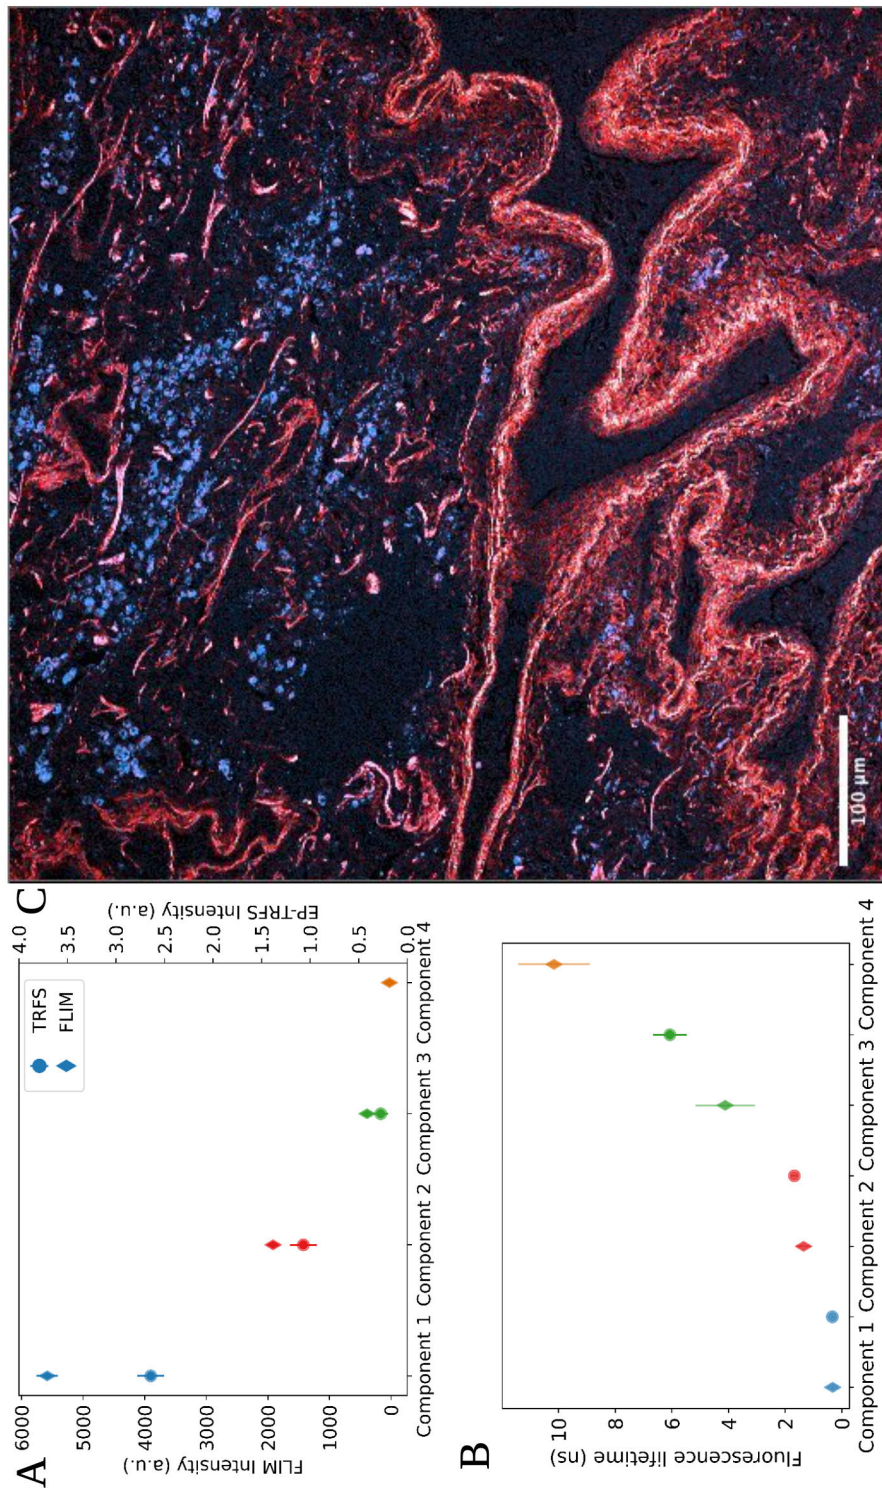 A
6000
5000
4000
3000
2000
1000
0
FLIM Intensity (a.u.)
TRFS
FLIM
4.0
3.5
3.0
2.5
2.0
1.5
1.0
0.5
0.0
EP-TRFS Intensity (a.u.)
Component 1 Component 2 Component 3 Component 4
B
10
8
6
4
2
0
Fluorescence lifetime (ns)
Component 1 Component 2 Component 3 Component 4
C
100 µm